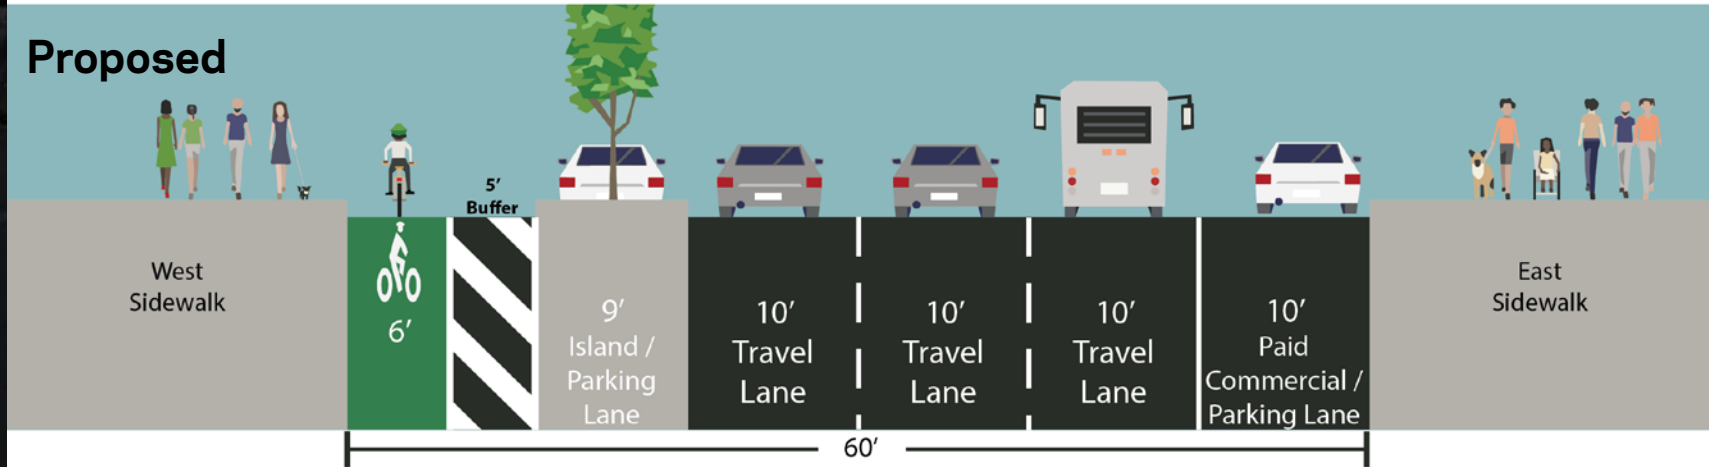 Proposed
5’
Buffer
West
Sidewalk
6’
9’
Island /
Parking
Lane
10’
Travel
Lane
10’
Travel
Lane
10’
Travel
Lane
10’
Paid
Commercial /
Parking Lane
East
Sidewalk
60’